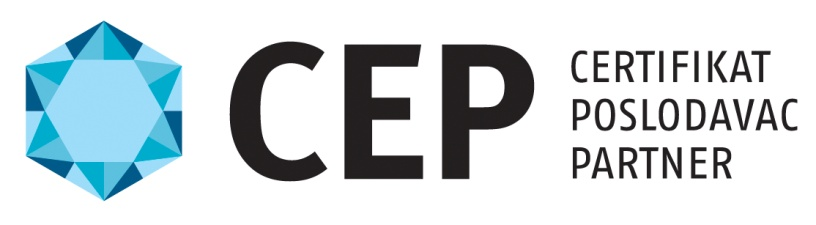 CEP
CERTIFIKAT
POSLODAVAC
PARTNER